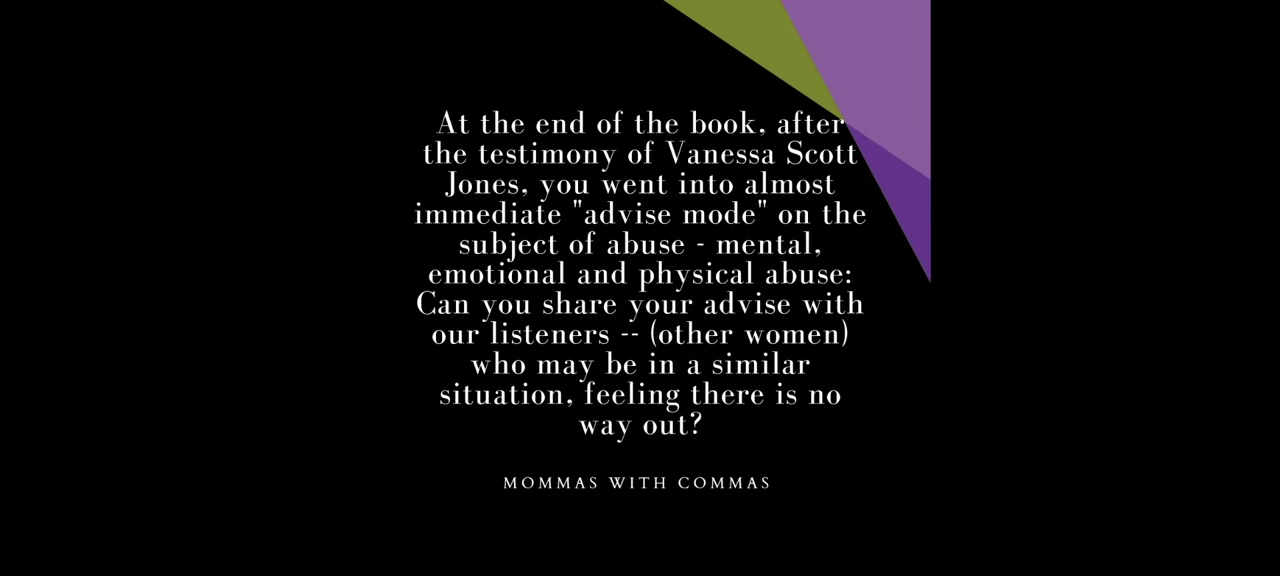 At the end of the book, after
the testimony of Vanessa Scott
Jones, you went into almost
immediate "advise mode" on the
subject of abuse - mental,
emotional and physical abuse:
Can you share your advise with
our listeners -- (other women)
who may be in a similar
situation, feeling there is no
way out?
MOMMAS WITH COMMAS